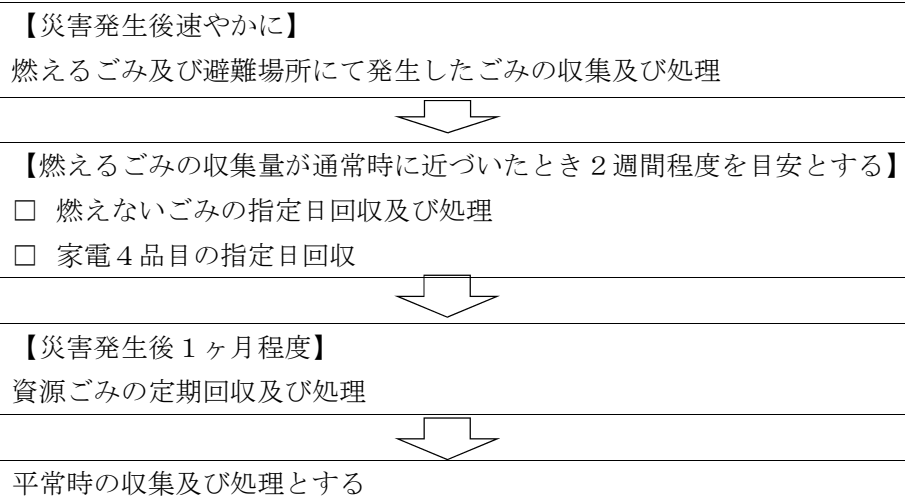 【災害発生後速やかに】
燃えるごみ及び避難場所にて発生したごみの収集及び処理
【燃えるごみの収集量が通常時に近づいたとき２週間程度を目安とする】
□ 燃えないごみの指定日回収及び処理
□ 家電４品目の指定日回収
【災害発生後１ヶ月程度】
資源ごみの定期回収及び処理
平常時の収集及び処理とする